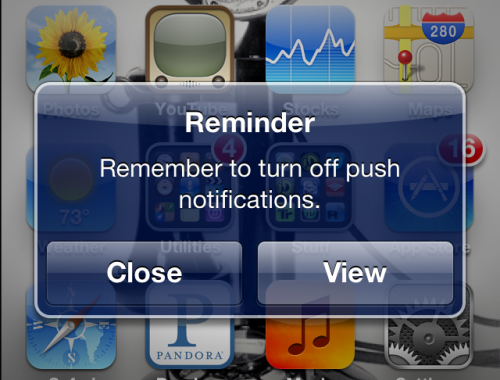 280
Photos YouTube Stocks Maps
Reminder
4
16
Remember to turn off push
notifications.
73°
Weather Utilities Stuff App Store
Close View
P
PANDORA